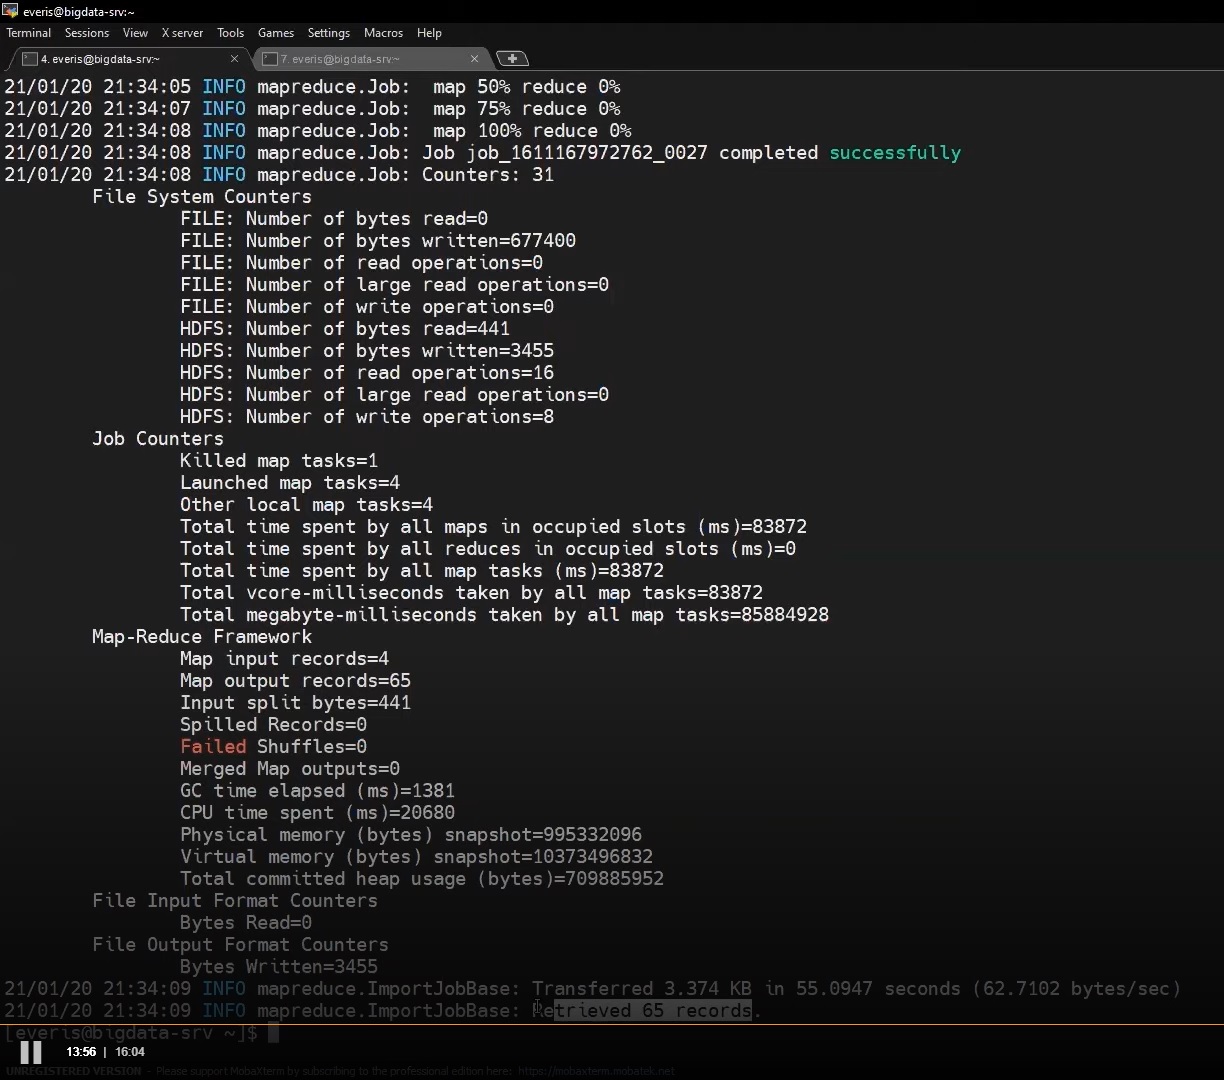 everis@bigdata-srv:~
Terminal Sessions View X server Tools Games Settings Macros Help
4. everis@bigdata-srv:~ 7. everis@bigdata-srv:~
21/01/20 21:34:05 INFO mapreduce.Job:  map 50% reduce 0%
21/01/20 21:34:07 INFO mapreduce.Job:  map 75% reduce 0%
21/01/20 21:34:08 INFO mapreduce.Job:  map 100% reduce 0%
21/01/20 21:34:08 INFO mapreduce.Job: Job job_1611167972762_0027 completed successfully
21/01/20 21:34:08 INFO mapreduce.Job: Counters: 31
File System Counters
FILE: Number of bytes read=0
FILE: Number of bytes written=677400
FILE: Number of read operations=0
FILE: Number of large read operations=0
FILE: Number of write operations=0
HDFS: Number of bytes read=441
HDFS: Number of bytes written=3455
HDFS: Number of read operations=16
HDFS: Number of large read operations=0
HDFS: Number of write operations=8
Job Counters
Killed map tasks=1
Launched map tasks=4
Other local map tasks=4
Total time spent by all maps in occupied slots (ms)=83872
Total time spent by all reduces in occupied slots (ms)=0
Total time spent by all map tasks (ms)=83872
Total vcore-milliseconds taken by all map tasks=83872
Total megabyte-milliseconds taken by all map tasks=85884928
Map-Reduce Framework
Map input records=4
Map output records=65
Input split bytes=441
Spilled Records=0
Failed Shuffles=0
Merged Map outputs=0
GC time elapsed (ms)=1381
CPU time spent (ms)=20680
Physical memory (bytes) snapshot=995332096
Virtual memory (bytes) snapshot=10373496832
Total committed heap usage (bytes)=709885952
File Input Format Counters
Bytes Read=0
File Output Format Counters
Bytes Written=3455
21/01/20 21:34:09 INFO mapreduce.ImportJobBase: Transferred 3.374 KB in 55.0947 seconds (62.7102 bytes/sec)
21/01/20 21:34:09 INFO mapreduce.ImportJobBase: Retrieved 65 records.
[everis@bigdata-srv ~]$
13:56 | 16:04
UNREGISTERED VERSION - Please support MobaXterm by subscribing to the professional edition here: https://mobaxterm.mobatek.net